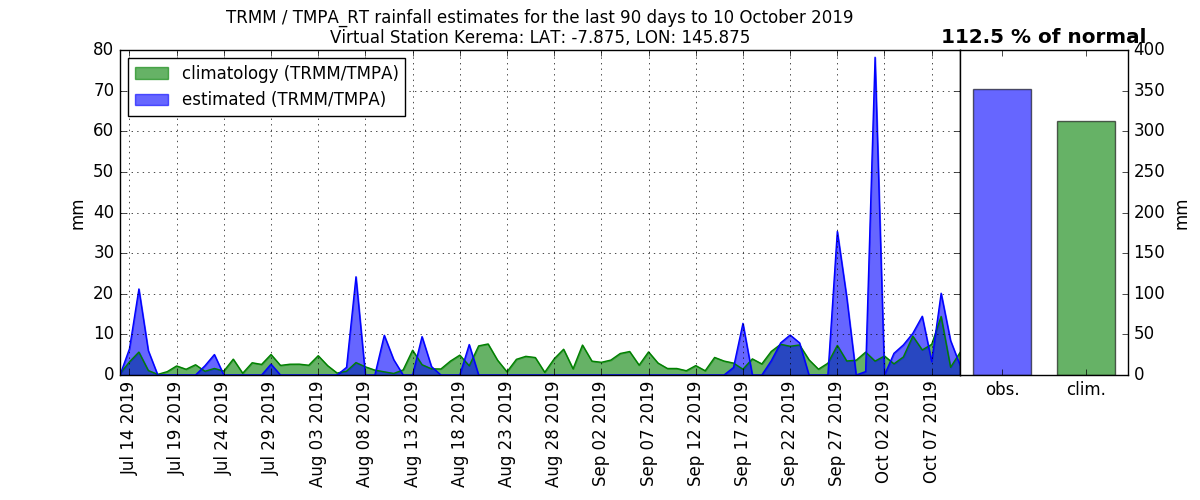 TRMM / TMPA_RT rainfall estimates for the last 90 days to 10 October 2019
Virtual Station Kerema: LAT: -7.875, LON: 145.875
112.5 % of normal
climatology (TRMM/TMPA)
estimated (TRMM/TMPA)
80
70
60
50
40
30
20
10
0
mm
Jul 14 2019
Jul 19 2019
Jul 24 2019
Jul 29 2019
Aug 03 2019
Aug 08 2019
Aug 13 2019
Aug 18 2019
Aug 23 2019
Aug 28 2019
Sep 02 2019
Sep 07 2019
Sep 12 2019
Sep 17 2019
Sep 22 2019
Sep 27 2019
Oct 02 2019
Oct 07 2019
400
350
300
250
200
150
100
50
0
mm
obs.
clim.